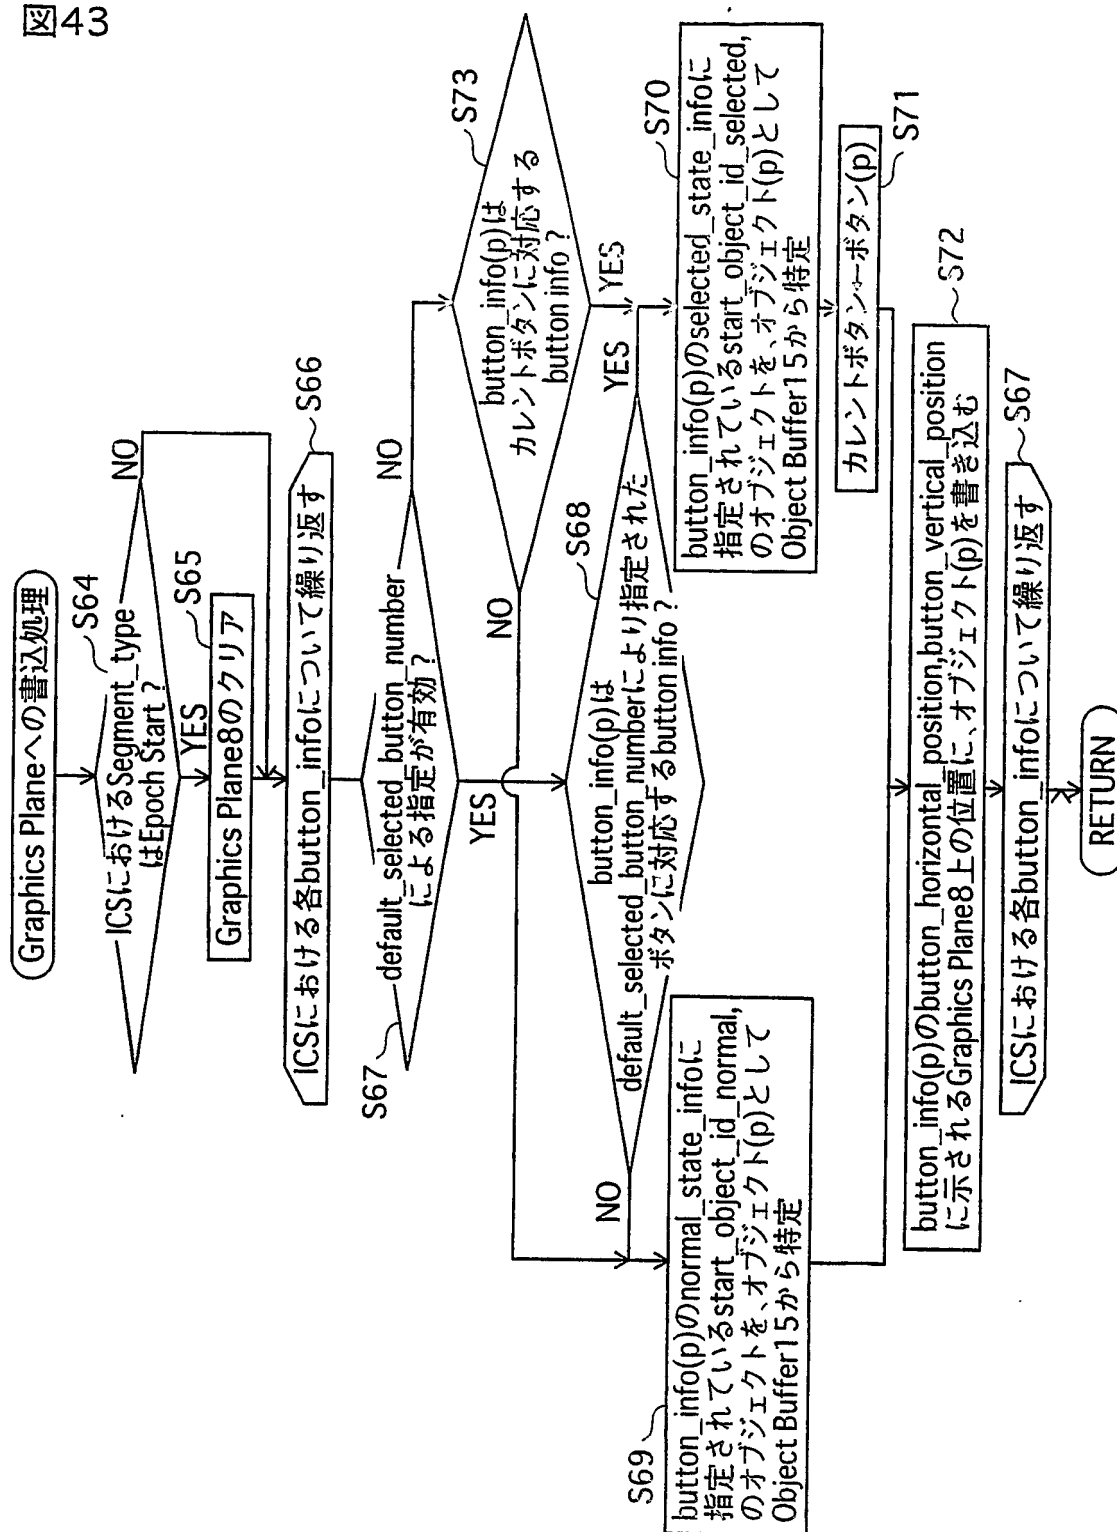 図43
Graphics Planeへの書込処理
S64
ICSにおけるSegment_type
はEpoch Start?
NO
YES
S65
Graphics Plane8のクリア
S66
ICSにおける各button_infoについて繰り返す
S67
default_selected_button_number
による指定が有効?
NO
YES
S73
button_info(p)は
カレントボタンに対応する
button info?
NO
YES
S68
button_info(p)は
default_selected_button_numberにより指定された
ボタンに対応するbutton info?
NO
YES
S69
button_info(p)のnormal_state_infoに
指定されているstart_object_id_normal,
のオブジェクトを、オブジェクト(p)として
Object Buffer15から特定
S70
button_info(p)のselected_state_infoに
指定されているstart_object_id_selected,
のオブジェクトを、オブジェクト(p)として
Object Buffer15から特定
S71
カレントボタン←ボタン(p)
S72
button_info(p)のbutton_horizontal_position,button_vertical_position
に示されるGraphics Plane8上の位置に、オブジェクト(p)を書き込む
S67
ICSにおける各button_infoについて繰り返す
RETURN